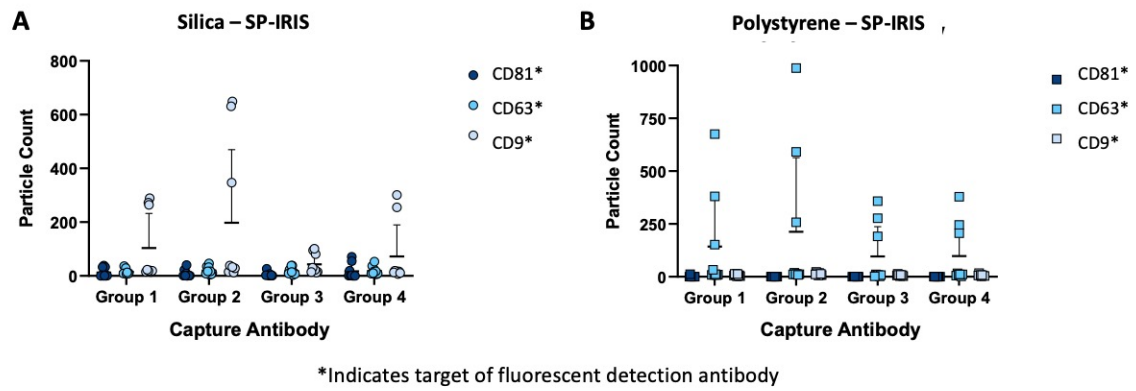 A
Silica – SP-IRIS
Particle Count
800
600
400
200
0
Group 1 Group 2 Group 3 Group 4
Capture Antibody
CD81*
CD63*
CD9*
B
Polystyrene – SP-IRIS
Particle Count
1000
750
500
250
0
Group 1 Group 2 Group 3 Group 4
Capture Antibody
CD81*
CD63*
CD9*
*Indicates target of fluorescent detection antibody